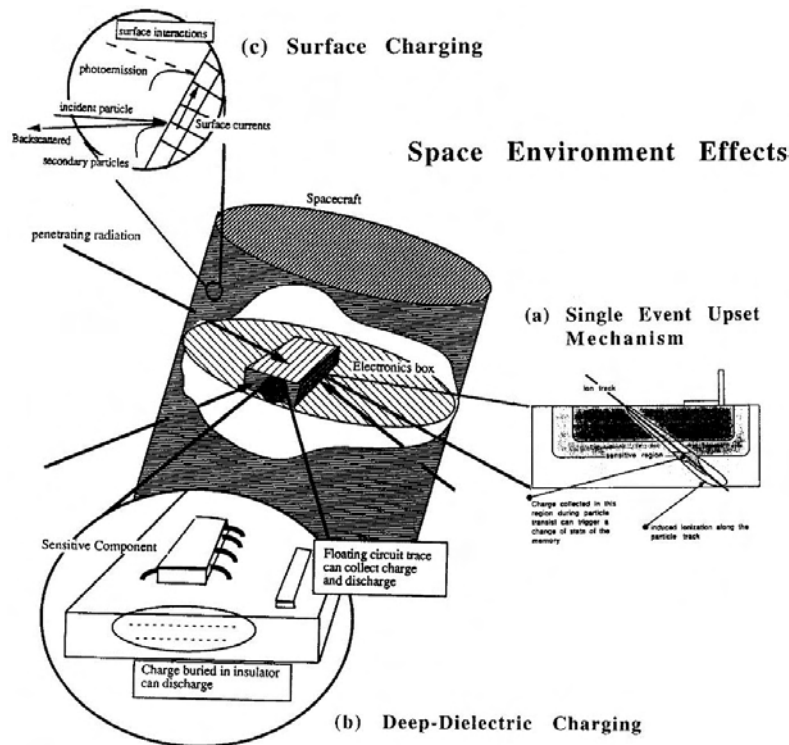 surface interactions
(c) Surface Charging
photoemission
incident particle
Surface currents
Backscattered
secondary particles
Space Environment Effects
Spacecraft
penetrating radiation
(a) Single Event Upset
Mechanism
Electronics box
Ion track
sensitive region
Charge collected in this
region during particle
transist can trigger a
change of state of the
memory
induced ionization along the
particle track
Sensitive Component
Floating circuit trace
can collect charge
and discharge
Charge buried in insulator
can discharge
(b) Deep-Dielectric Charging